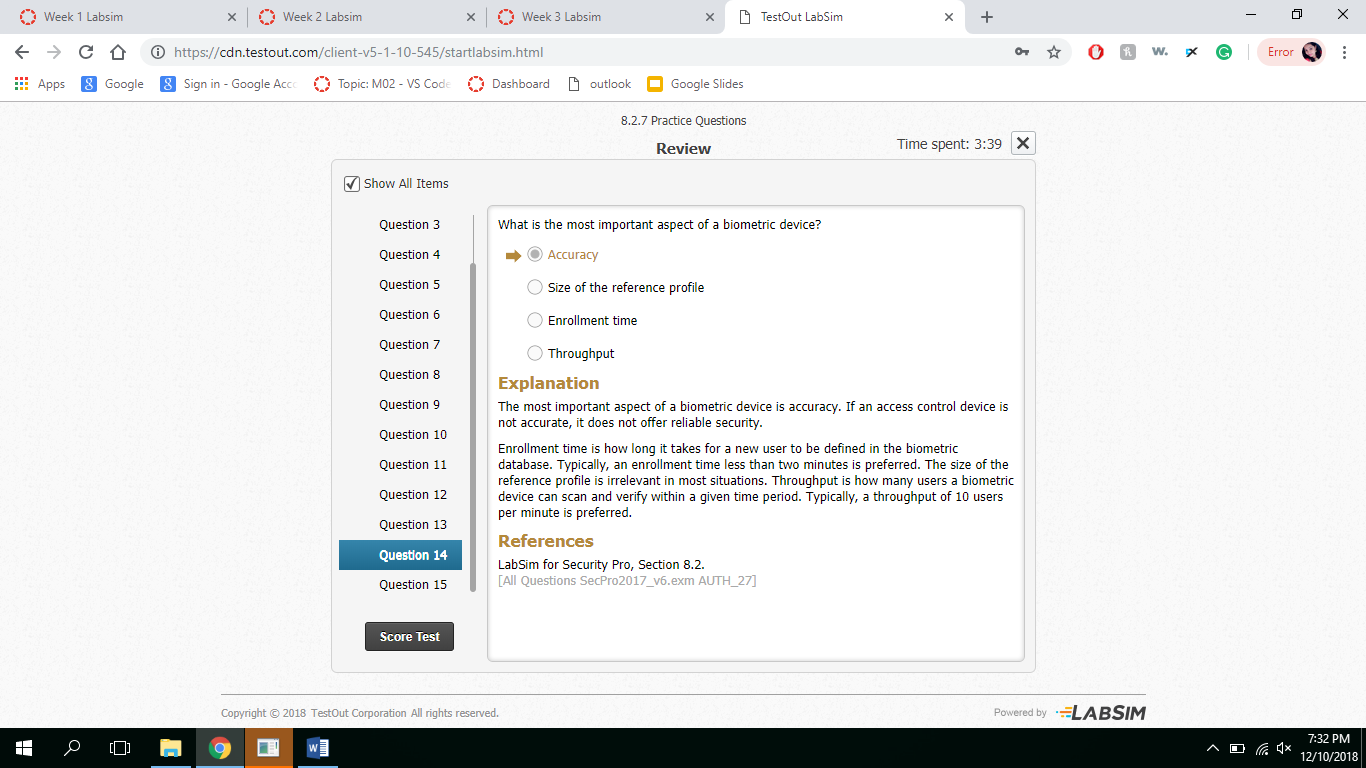 Week 1 Labsim
Week 2 Labsim
Week 3 Labsim
TestOut LabSim
https://cdn.testout.com/client-v5-1-10-545/startlabsim.html
Error
Apps
Google
Sign in - Google Acco
Topic: M02 - VS Code
Dashboard
outlook
Google Slides
8.2.7 Practice Questions
Review
Time spent: 3:39
Show All Items
Question 3
Question 4
Question 5
Question 6
Question 7
Question 8
Question 9
Question 10
Question 11
Question 12
Question 13
Question 14
Question 15
Score Test
What is the most important aspect of a biometric device?
Accuracy
Size of the reference profile
Enrollment time
Throughput
Explanation
The most important aspect of a biometric device is accuracy. If an access control device is
not accurate, it does not offer reliable security.
Enrollment time is how long it takes for a new user to be defined in the biometric
database. Typically, an enrollment time less than two minutes is preferred. The size of the
reference profile is irrelevant in most situations. Throughput is how many users a biometric
device can scan and verify within a given time period. Typically, a throughput of 10 users
per minute is preferred.
References
LabSim for Security Pro, Section 8.2.
[All Questions SecPro2017_v6.exm AUTH_27]
Copyright © 2018 TestOut Corporation All rights reserved.
Powered by LABSIM
7:32 PM
12/10/2018